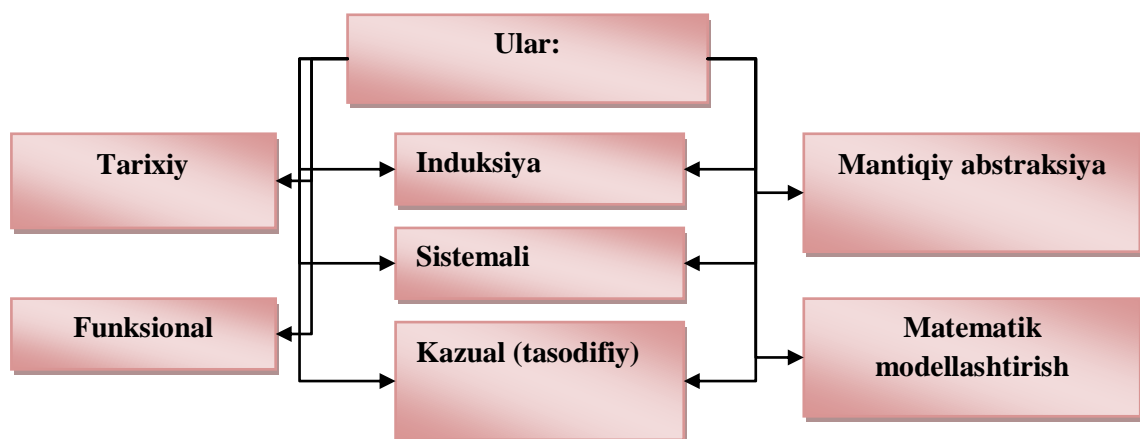 Ular:
Tarixiy
Induksiya
Mantiqiy abstraksiya
Sistemali
Funksional
Kazual (tasodifiy)
Matematik
modellashtirish